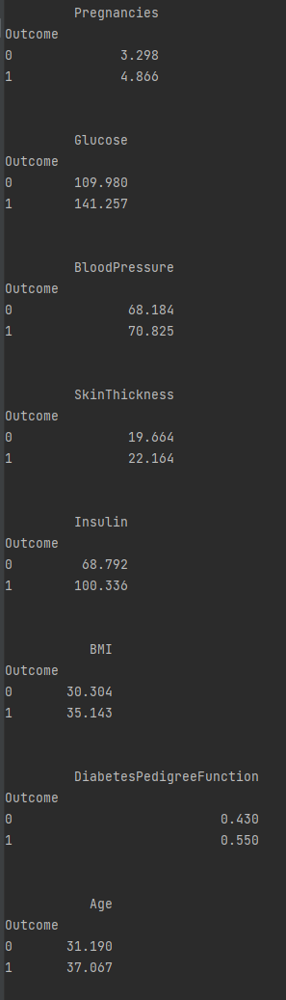 Pregnancies
Outcome
0 3.298
1 4.866
Glucose
Outcome
0 109.980
1 141.257
BloodPressure
Outcome
0 68.184
1 70.825
SkinThickness
Outcome
0 19.664
1 22.164
Insulin
Outcome
0 68.792
1 100.336
BMI
Outcome
0 30.304
1 35.143
DiabetesPedigreeFunction
Outcome
0 0.430
1 0.550
Age
Outcome
0 31.190
1 37.067